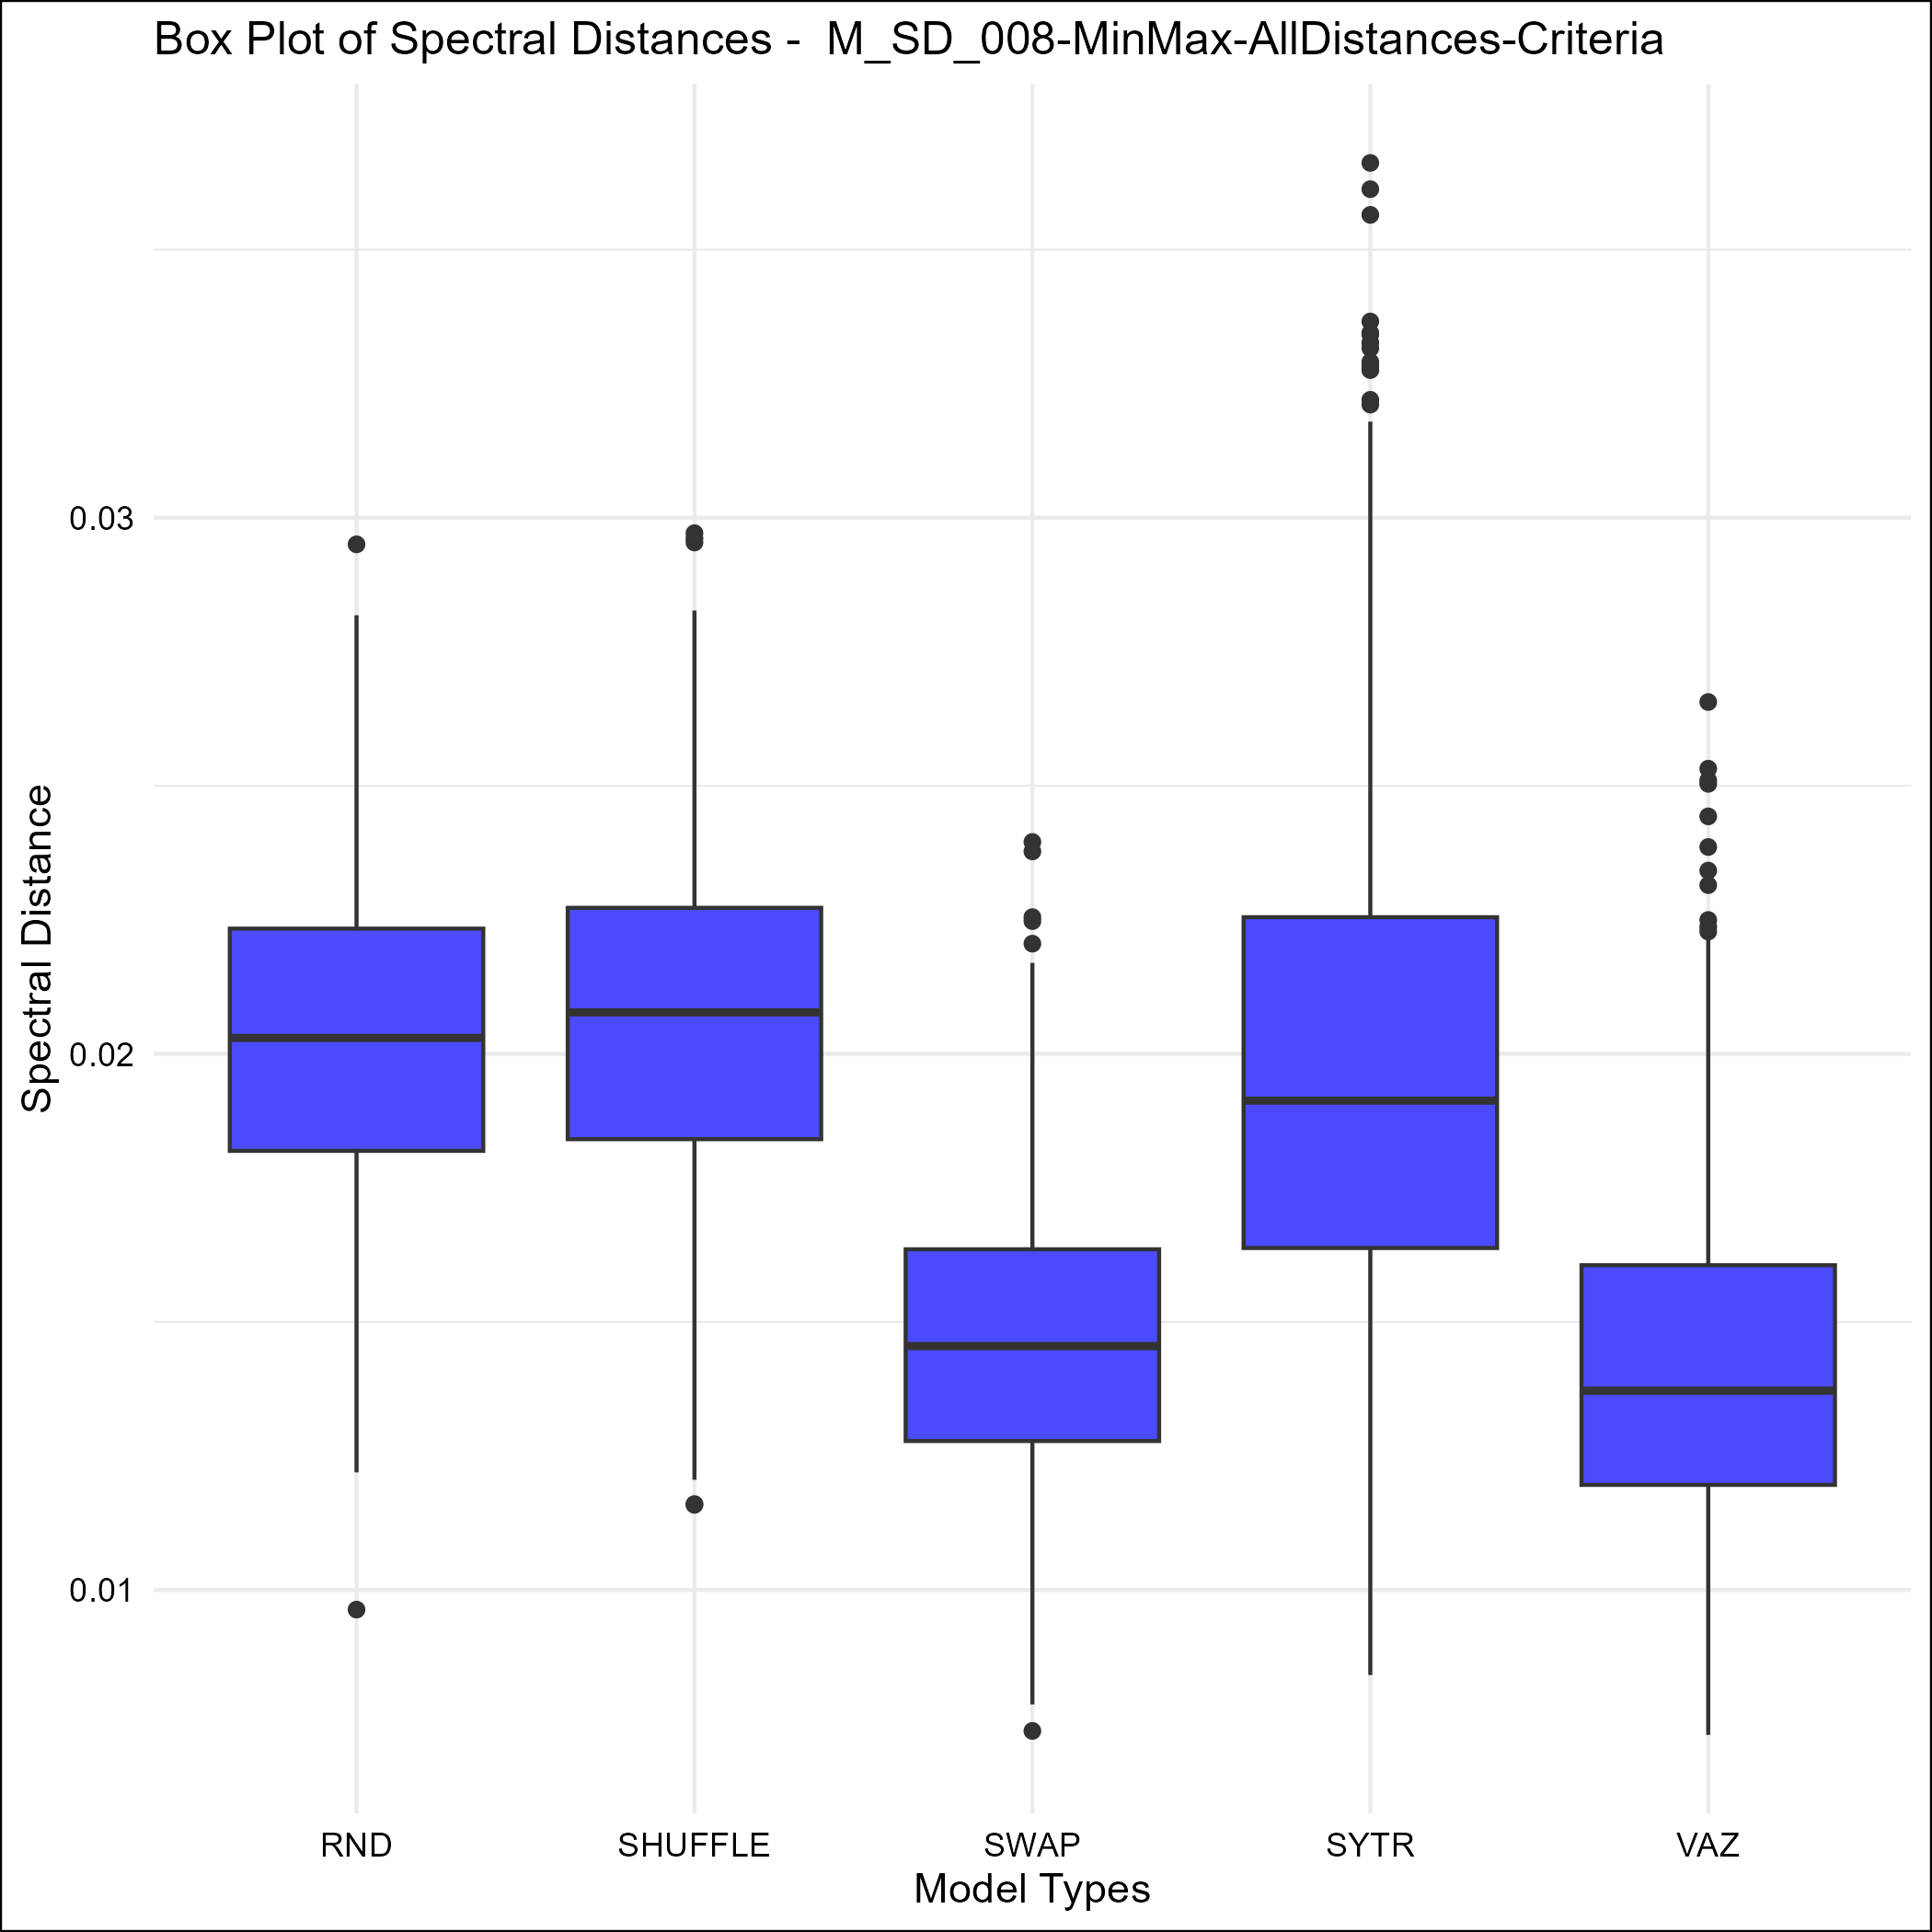 Box Plot of Spectral Distances -  M_SD_008-MinMax-AllDistances-Criteria
Spectral Distance
0.03
0.02
0.01
RND SHUFFLE SWAP SYTR VAZ
Model Types